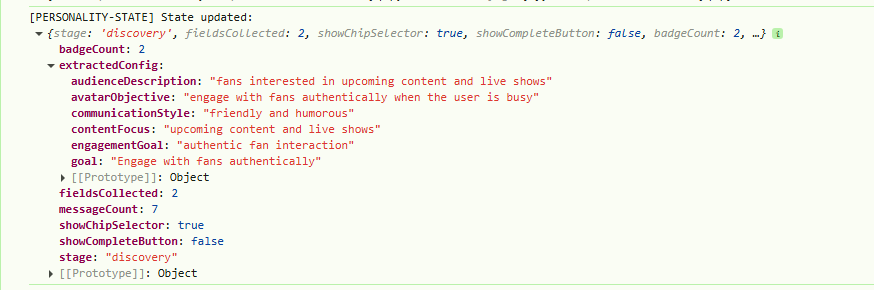 [PERSONALITY-STATE] State updated:
{stage: 'discovery', fieldsCollected: 2, showChipSelector: true, showCompleteButton: false, badgeCount: 2, …} i
badgeCount: 2
extractedConfig:
audienceDescription: "fans interested in upcoming content and live shows"
avatarObjective: "engage with fans authentically when the user is busy"
communicationStyle: "friendly and humorous"
contentFocus: "upcoming content and live shows"
engagementGoal: "authentic fan interaction"
goal: "Engage with fans authentically"
[[Prototype]]: Object
fieldsCollected: 2
messageCount: 7
showChipSelector: true
showCompleteButton: false
stage: "discovery"
[[Prototype]]: Object